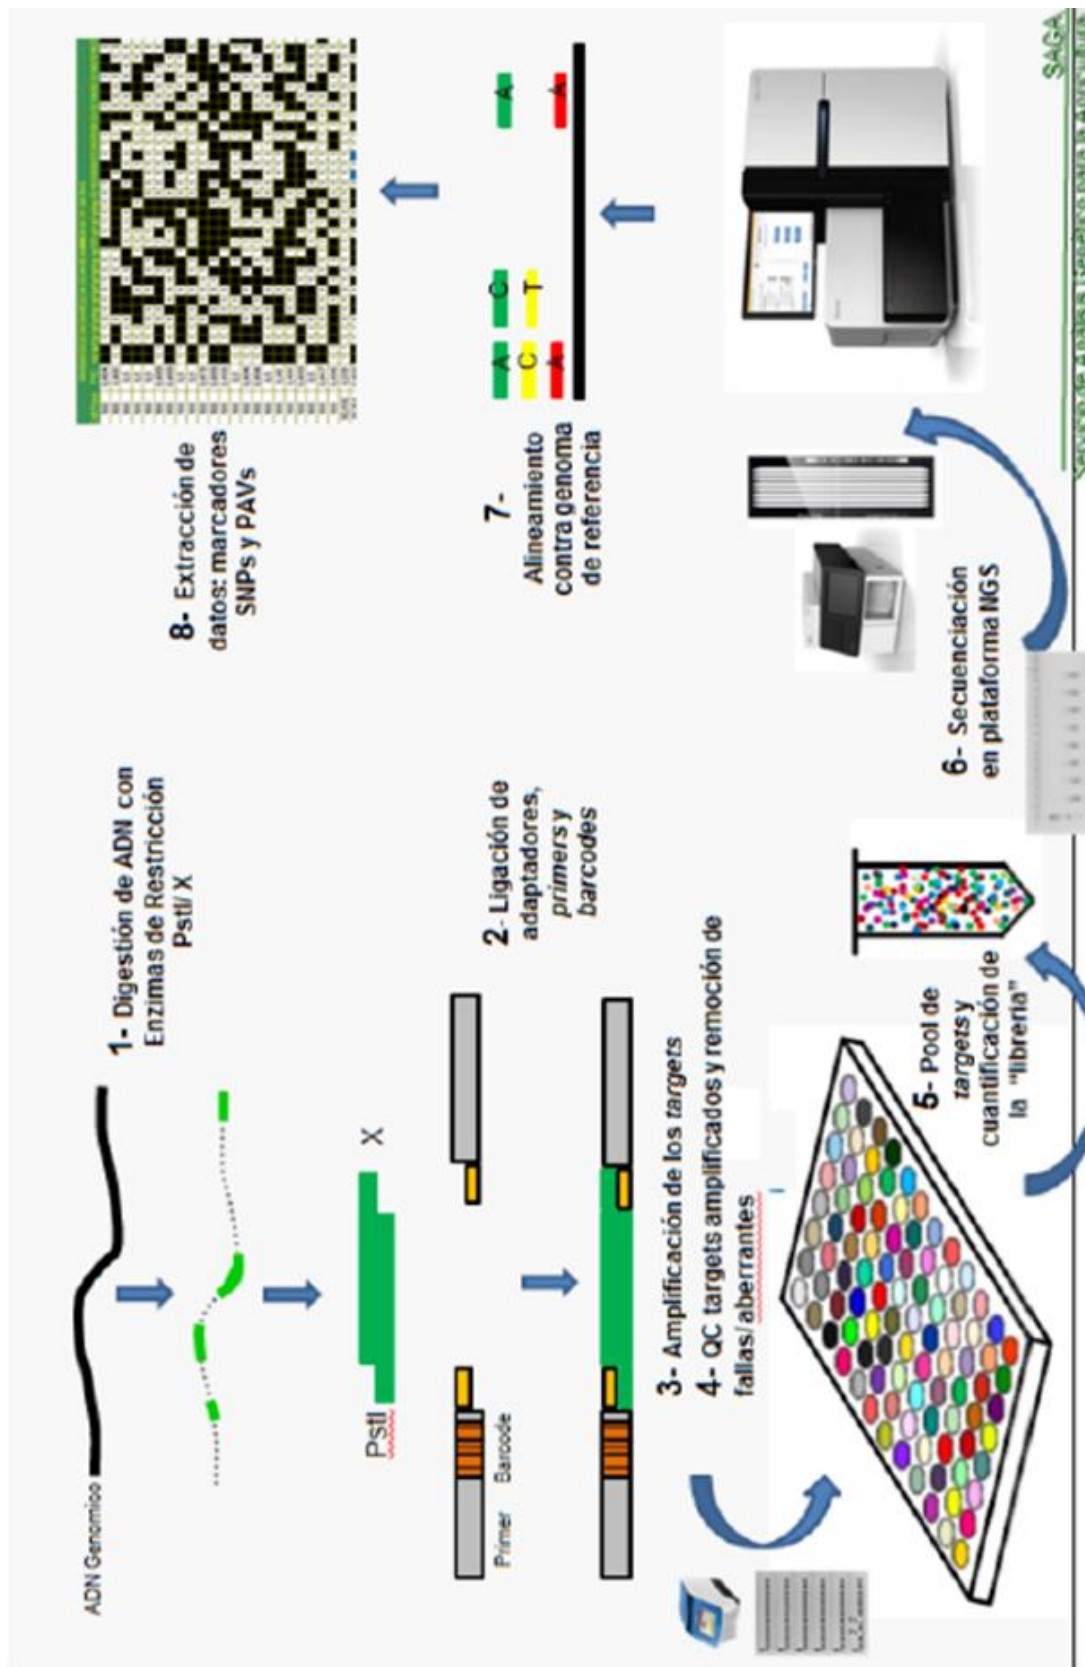 ADN Genomico
1- Digestión de ADN con
Enzimas de Restricción
PstI/ X
PstI
X
2- Ligación de
adaptadores,
primers y
barcodes
Primer
Barcode
3- Amplificación de los targets
4- QC targets amplificados y remoción de
fallas/aberrantes
5- Pool de
targets y
cuantificación de
la "librería"
6- Secuenciación
en plataforma NGS
7-
Alineamiento
contra genoma
de referencia
A C A
C T
A A
8- Extracción de
datos: marcadores
SNPs y PAVs
SAGA